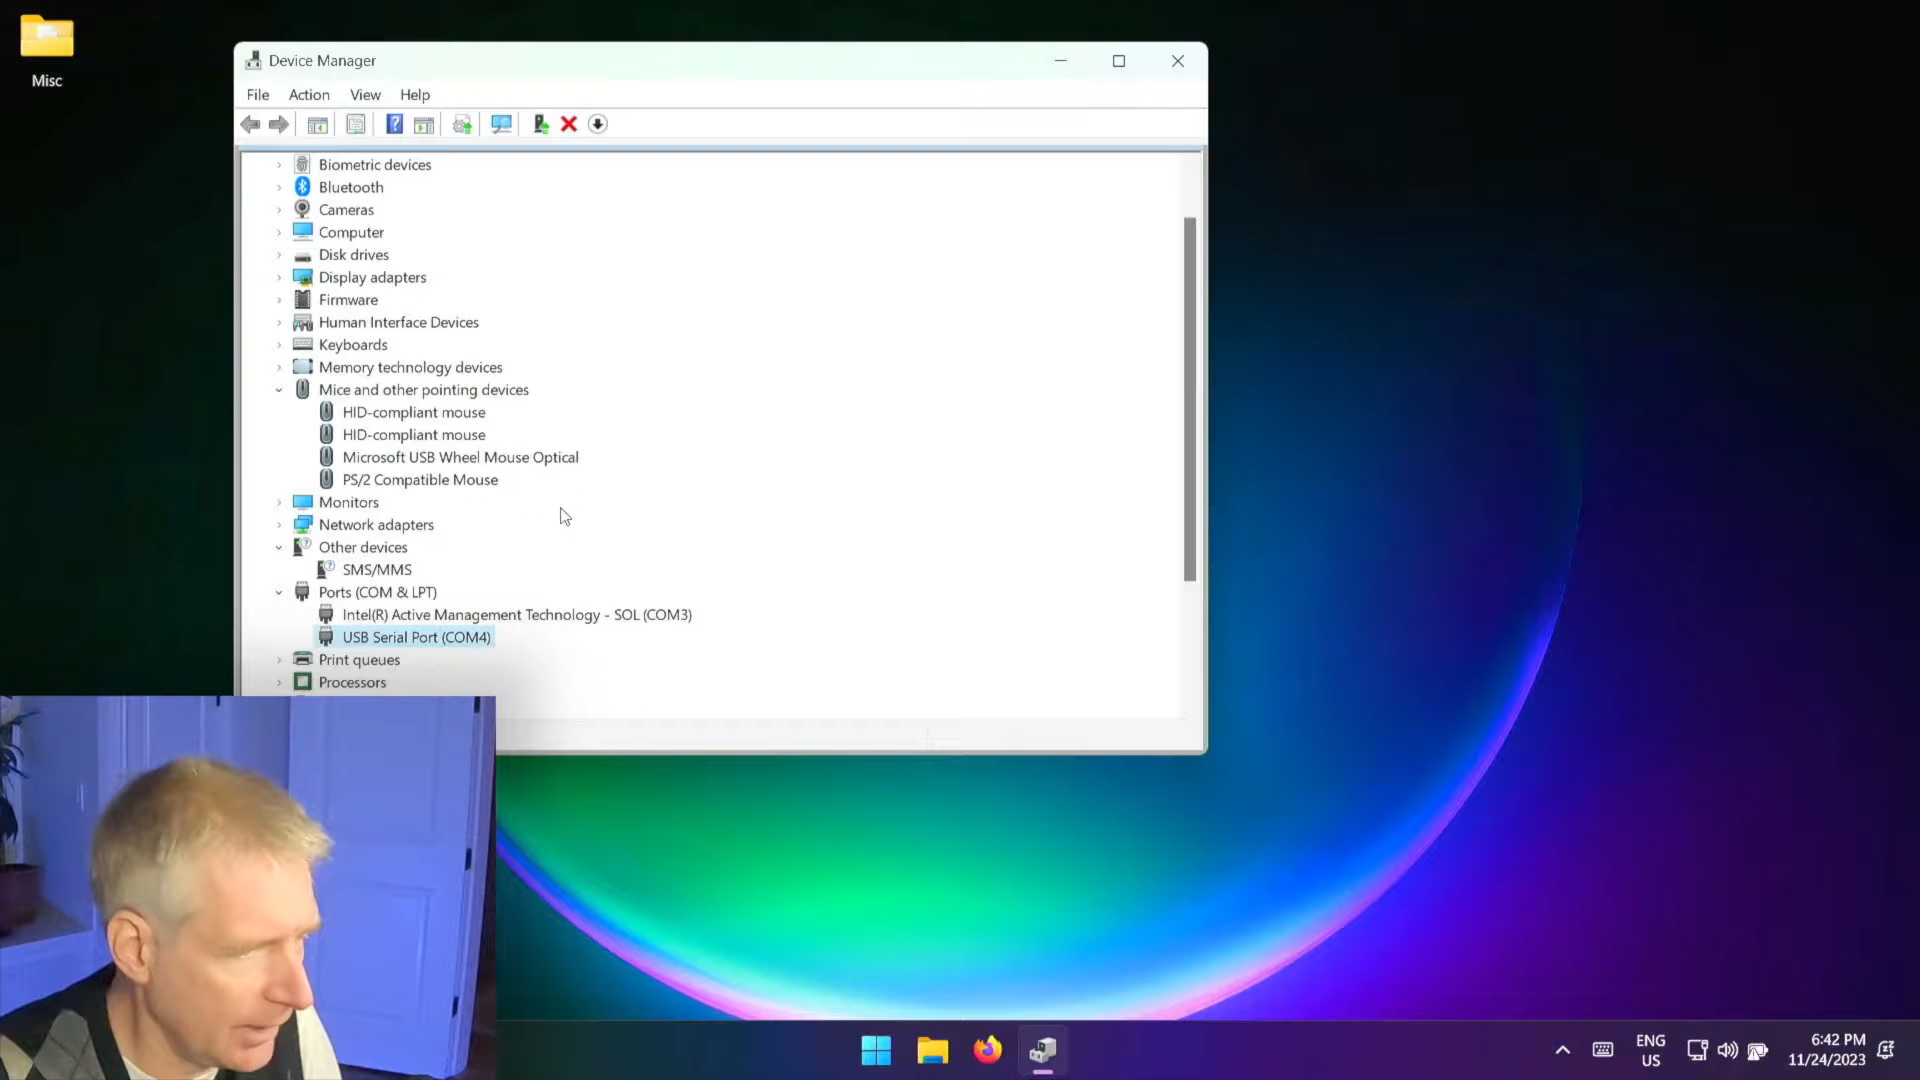 Misc
Device Manager
File Action View Help
Biometric devices
Bluetooth
Cameras
Computer
Disk drives
Display adapters
Firmware
Human Interface Devices
Keyboards
Memory technology devices
Mice and other pointing devices
HID-compliant mouse
HID-compliant mouse
Microsoft USB Wheel Mouse Optical
PS/2 Compatible Mouse
Monitors
Network adapters
Other devices
SMS/MMS
Ports (COM & LPT)
Intel(R) Active Management Technology - SOL (COM3)
USB Serial Port (COM4)
Print queues
Processors
ENG
US
6:42 PM
11/24/2023